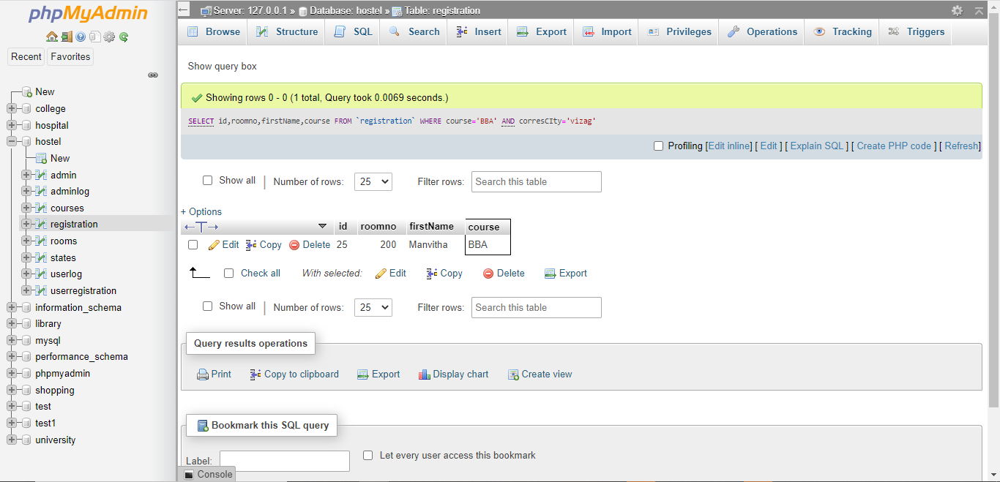 phpMyAdmin
Recent Favorites
New
college
hospital
hostel
New
admin
adminlog
courses
registration
rooms
states
userlog
userregistration
information_schema
library
mysql
performance_schema
phpmyadmin
shopping
test
test1
university
Server: 127.0.0.1 » Database: hostel » Table: registration
Browse Structure SQL Search Insert Export Import Privileges Operations Tracking Triggers
Show query box
Showing rows 0 - 0 (1 total, Query took 0.0069 seconds.)
SELECT id,roomno,firstName,course FROM `registration` WHERE course='BBA' AND corresCIty='vizag'
Profiling [Edit inline] [ Edit ] [ Explain SQL ] [ Create PHP code ] [ Refresh]
Show all | Number of rows: 25 Filter rows: Search this table
+ Options
←T→ id roomno firstName course
Edit Copy Delete 25 200 Manvitha BBA
Check all With selected: Edit Copy Delete Export
Show all | Number of rows: 25 Filter rows: Search this table
Query results operations
Print Copy to clipboard Export Display chart Create view
Bookmark this SQL query
Label: Let every user access this bookmark
Console